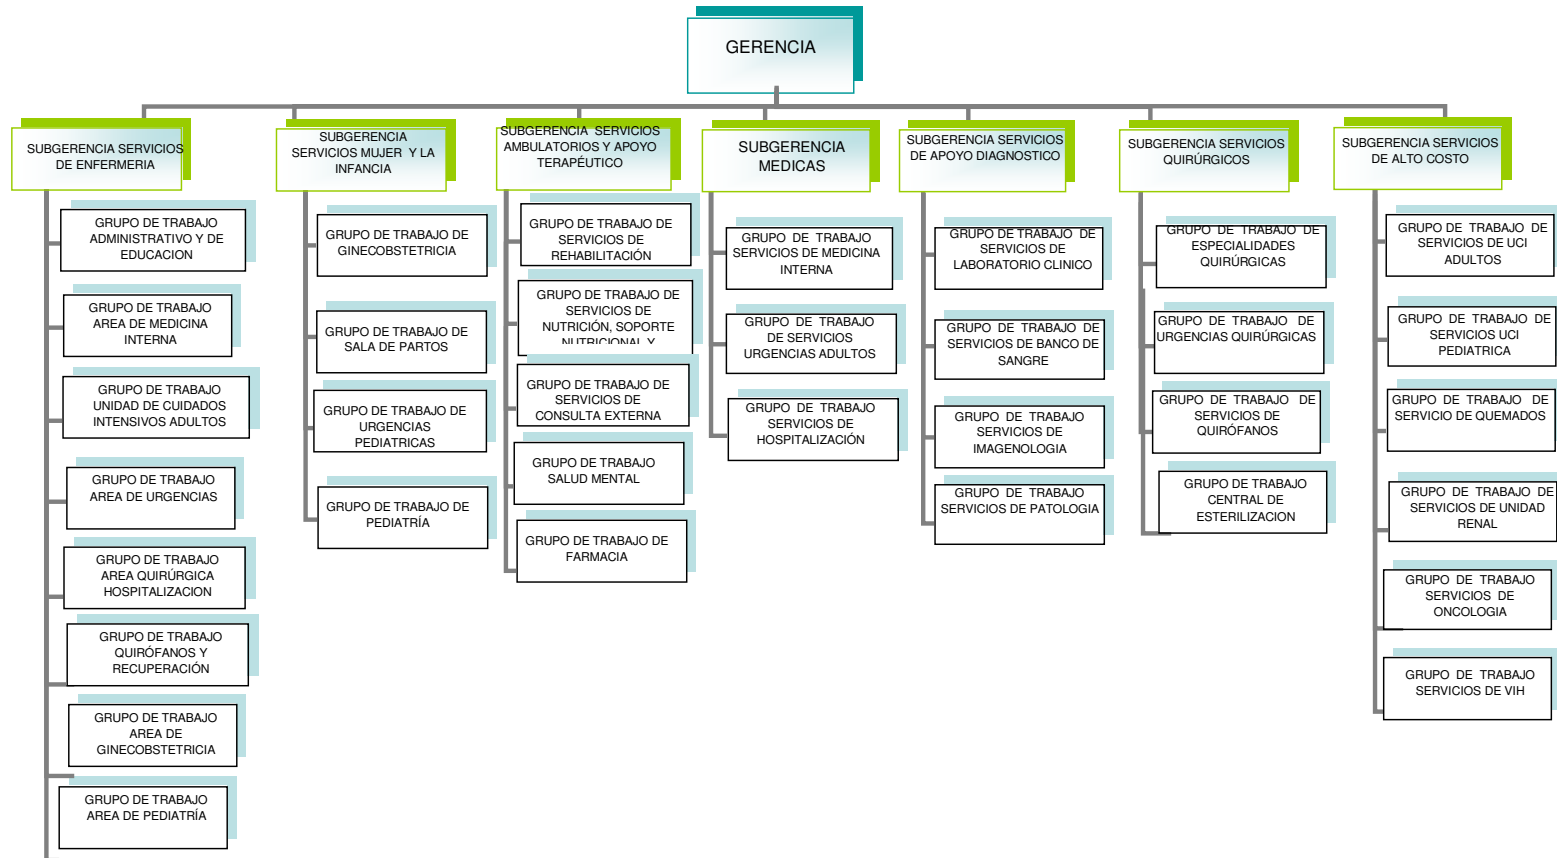 GERENCIA
SUBGERENCIA SERVICIOS
DE ENFERMERIA
GRUPO DE TRABAJO
ADMINISTRATIVO Y DE
EDUCACION
GRUPO DE TRABAJO
AREA DE MEDICINA
INTERNA
GRUPO DE TRABAJO
UNIDAD DE CUIDADOS
INTENSIVOS ADULTOS
GRUPO DE TRABAJO
AREA DE URGENCIAS
GRUPO DE TRABAJO
AREA QUIRÚRGICA
HOSPITALIZACION
GRUPO DE TRABAJO
QUIRÓFANOS Y
RECUPERACIÓN
GRUPO DE TRABAJO
AREA DE
GINECOBSTETRICIA
GRUPO DE TRABAJO
AREA DE PEDIATRÍA
SUBGERENCIA
SERVICIOS MUJER Y LA
INFANCIA
GRUPO DE TRABAJO DE
GINECOBSTETRICIA
GRUPO DE TRABAJO DE
SALA DE PARTOS
GRUPO DE TRABAJO DE
URGENCIAS
PEDIATRICAS
GRUPO DE TRABAJO DE
PEDIATRÍA
SUBGERENCIA SERVICIOS
AMBULATORIOS Y APOYO
TERAPÉUTICO
GRUPO DE TRABAJO DE
SERVICIOS DE
REHABILITACIÓN
GRUPO DE TRABAJO DE
SERVICIOS DE
NUTRICIÓN, SOPORTE
NUTRICIONAL Y
GRUPO DE TRABAJO DE
SERVICIOS DE
CONSULTA EXTERNA
GRUPO DE TRABAJO
SALUD MENTAL
GRUPO DE TRABAJO DE
FARMACIA
SUBGERENCIA
MEDICAS
GRUPO DE TRABAJO
SERVICIOS DE MEDICINA
INTERNA
GRUPO DE TRABAJO
DE SERVICIOS
URGENCIAS ADULTOS
GRUPO DE TRABAJO
SERVICIOS DE
HOSPITALIZACIÓN
SUBGERENCIA SERVICIOS
DE APOYO DIAGNOSTICO
GRUPO DE TRABAJO DE
SERVICIOS DE
LABORATORIO CLINICO
GRUPO DE TRABAJO DE
SERVICIOS DE BANCO DE
SANGRE
GRUPO DE TRABAJO
SERVICIOS DE
IMAGENOLOGIA
GRUPO DE TRABAJO
SERVICIOS DE PATOLOGIA
SUBGERENCIA SERVICIOS
QUIRÚRGICOS
GRUPO DE TRABAJO DE
ESPECIALIDADES
QUIRÚRGICAS
GRUPO DE TRABAJO DE
URGENCIAS QUIRÚRGICAS
GRUPO DE TRABAJO DE
SERVICIOS DE
QUIRÓFANOS
GRUPO DE TRABAJO
CENTRAL DE
ESTERILIZACION
SUBGERENCIA SERVICIOS
DE ALTO COSTO
GRUPO DE TRABAJO DE
SERVICIOS DE UCI
ADULTOS
GRUPO DE TRABAJO DE
SERVICIOS UCI
PEDIATRICA
GRUPO DE TRABAJO DE
SERVICIO DE QUEMADOS
GRUPO DE TRABAJO DE
SERVICIOS DE UNIDAD
RENAL
GRUPO DE TRABAJO
SERVICIOS DE
ONCOLOGIA
GRUPO DE TRABAJO
SERVICIOS DE VIH